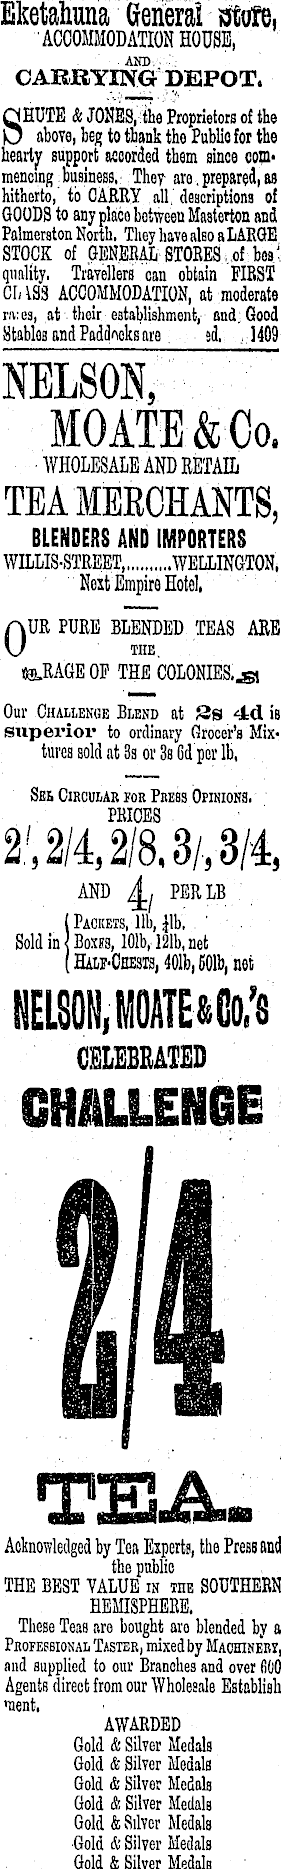 Eketahuna General Store,
ACCOMMODATION HOUSE,
AND
CARRYING DEPOT.
SHUTE & JONES, the Proprietors of the
above, beg to thank the Public for the
hearty support accorded them since com-
mencing business. They are prepared, as
hitherto, to CARRY all descriptions of
GOODS to any place between Masterton and
Palmerston North. They have also a LARGE
STOCK of GENERAL STORES of bes
quality. Travellers can obtain FIRST
CLASS ACCOMMODATION, at moderate
ra es, at their establishment, and Good
Stables and Paddocks are ed. 1409
NELSON,
MOATE & Co.
WHOLESALE AND RETAIL
TEA MERCHANTS,
BLENDERS AND IMPORTERS
WILLIS-STREET,..........WELLINGTON,
Next Empire Hotel,
OUR PURE BLENDED TEAS ARE
THE
RAGE OF THE COLONIES.
Our CHALLENGE BLEND at 2s 4d is
superior to ordinary Grocer's Mix-
tures sold at 3s or 3s 6d per lb,
SEE CIRCULAR FOR PRESS OPINIONS.
PRICES
2/, 2/4, 2/8, 3/, 3/4,
AND 4/ PER LB
Sold in { PACKETS, 1lb, ½lb.
BOXES, 10lb, 12lb, net
HALF-CHESTS, 40lb, 50lb, net
NELSON, MOATE & Co.'s
CELEBRATED
CHALLENGE
2/4
TEA.
Acknowledged by Tea Experts, the Press and
the public
THE BEST VALUE IN THE SOUTHERN
HEMISPHERE.
These Teas are bought are blended by a
PROFESSIONAL TASTER, mixed by MACHINERY,
and supplied to our Branches and over 600
Agents direct from our Wholesale Establish
ment,
AWARDED
Gold & Silver Medals
Gold & Silver Medals
Gold & Silver Medals
Gold & Silver Medals
Gold & Silver Medals
Gold & Silver Medals
Gold & Silver Medals